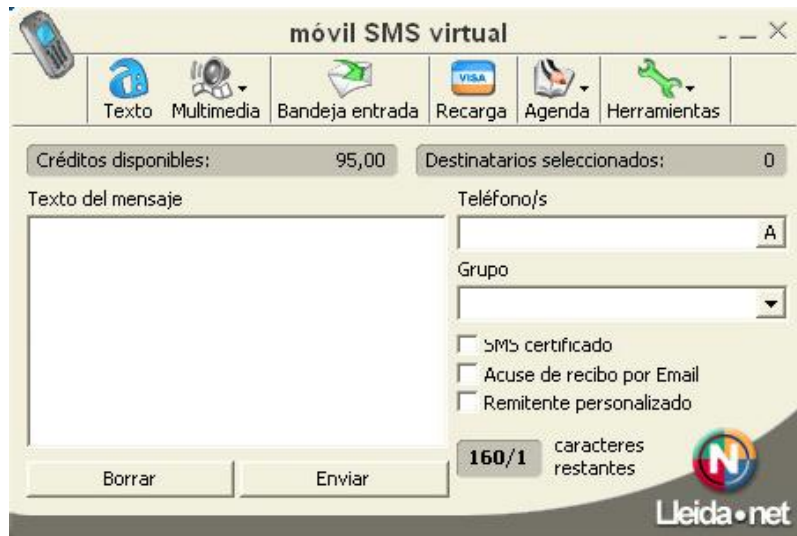 móvil SMS virtual
Texto Multimedia Bandeja entrada Recarga Agenda Herramientas
VISA
Créditos disponibles: 95,00 Destinatarios seleccionados: 0
Texto del mensaje
Teléfono/s
A
Grupo
SMS certificado
Acuse de recibo por Email
Remitente personalizado
160/1 caracteres restantes
Borrar Enviar
N
Lleida•net